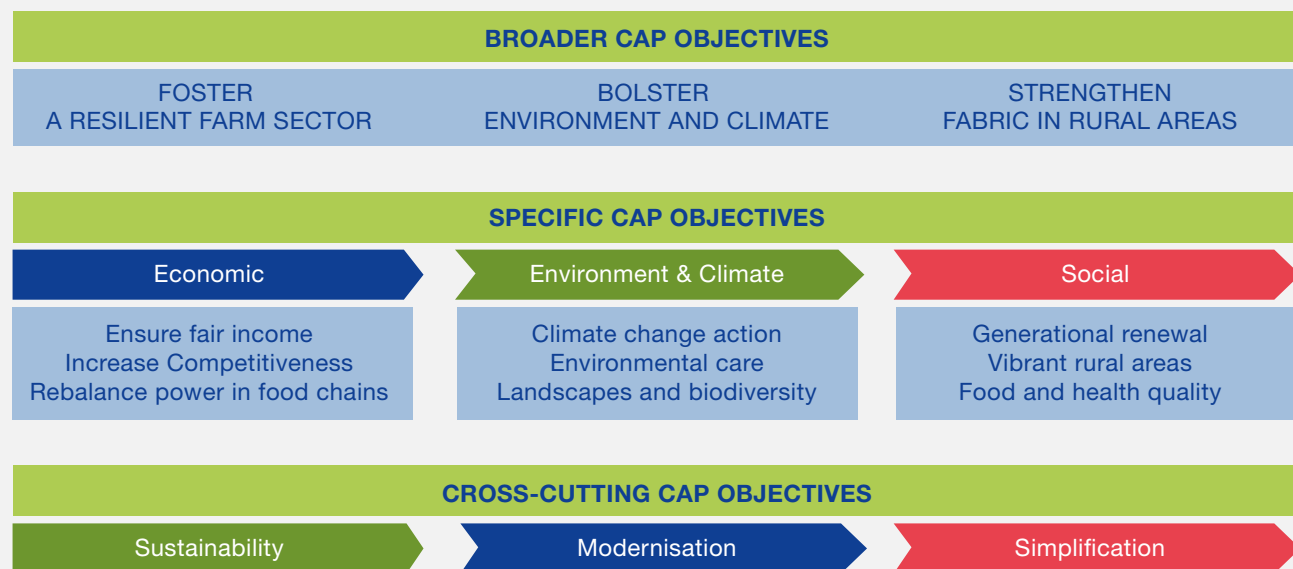 BROADER CAP OBJECTIVES
FOSTER
A RESILIENT FARM SECTOR
BOLSTER
ENVIRONMENT AND CLIMATE
STRENGTHEN
FABRIC IN RURAL AREAS
SPECIFIC CAP OBJECTIVES
Economic
Ensure fair income
Increase Competitiveness
Rebalance power in food chains
Environment & Climate
Climate change action
Environmental care
Landscapes and biodiversity
Social
Generational renewal
Vibrant rural areas
Food and health quality
CROSS-CUTTING CAP OBJECTIVES
Sustainability
Modernisation
Simplification